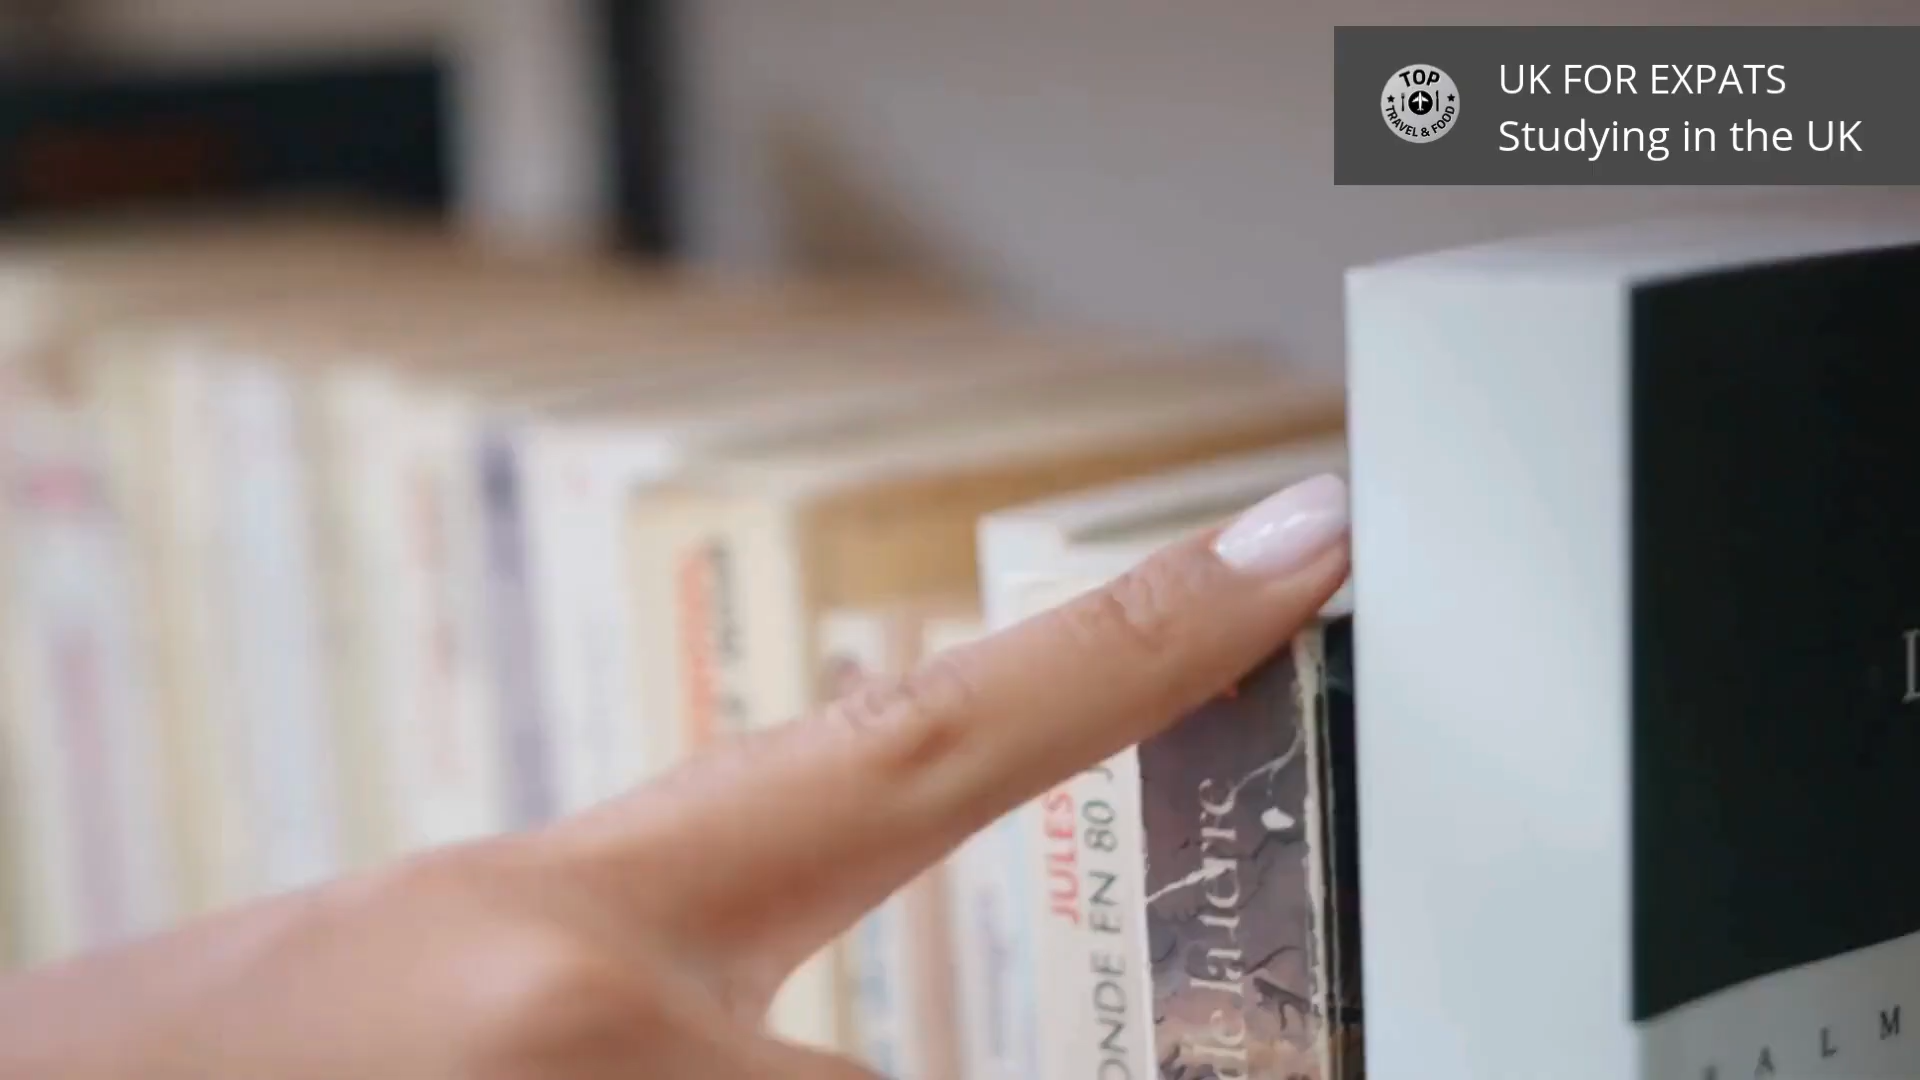 TOP
TRAVEL & FOOD
UK FOR EXPATS
Studying in the UK
JULES
ONDE EN 80 J
de la terre
A L M